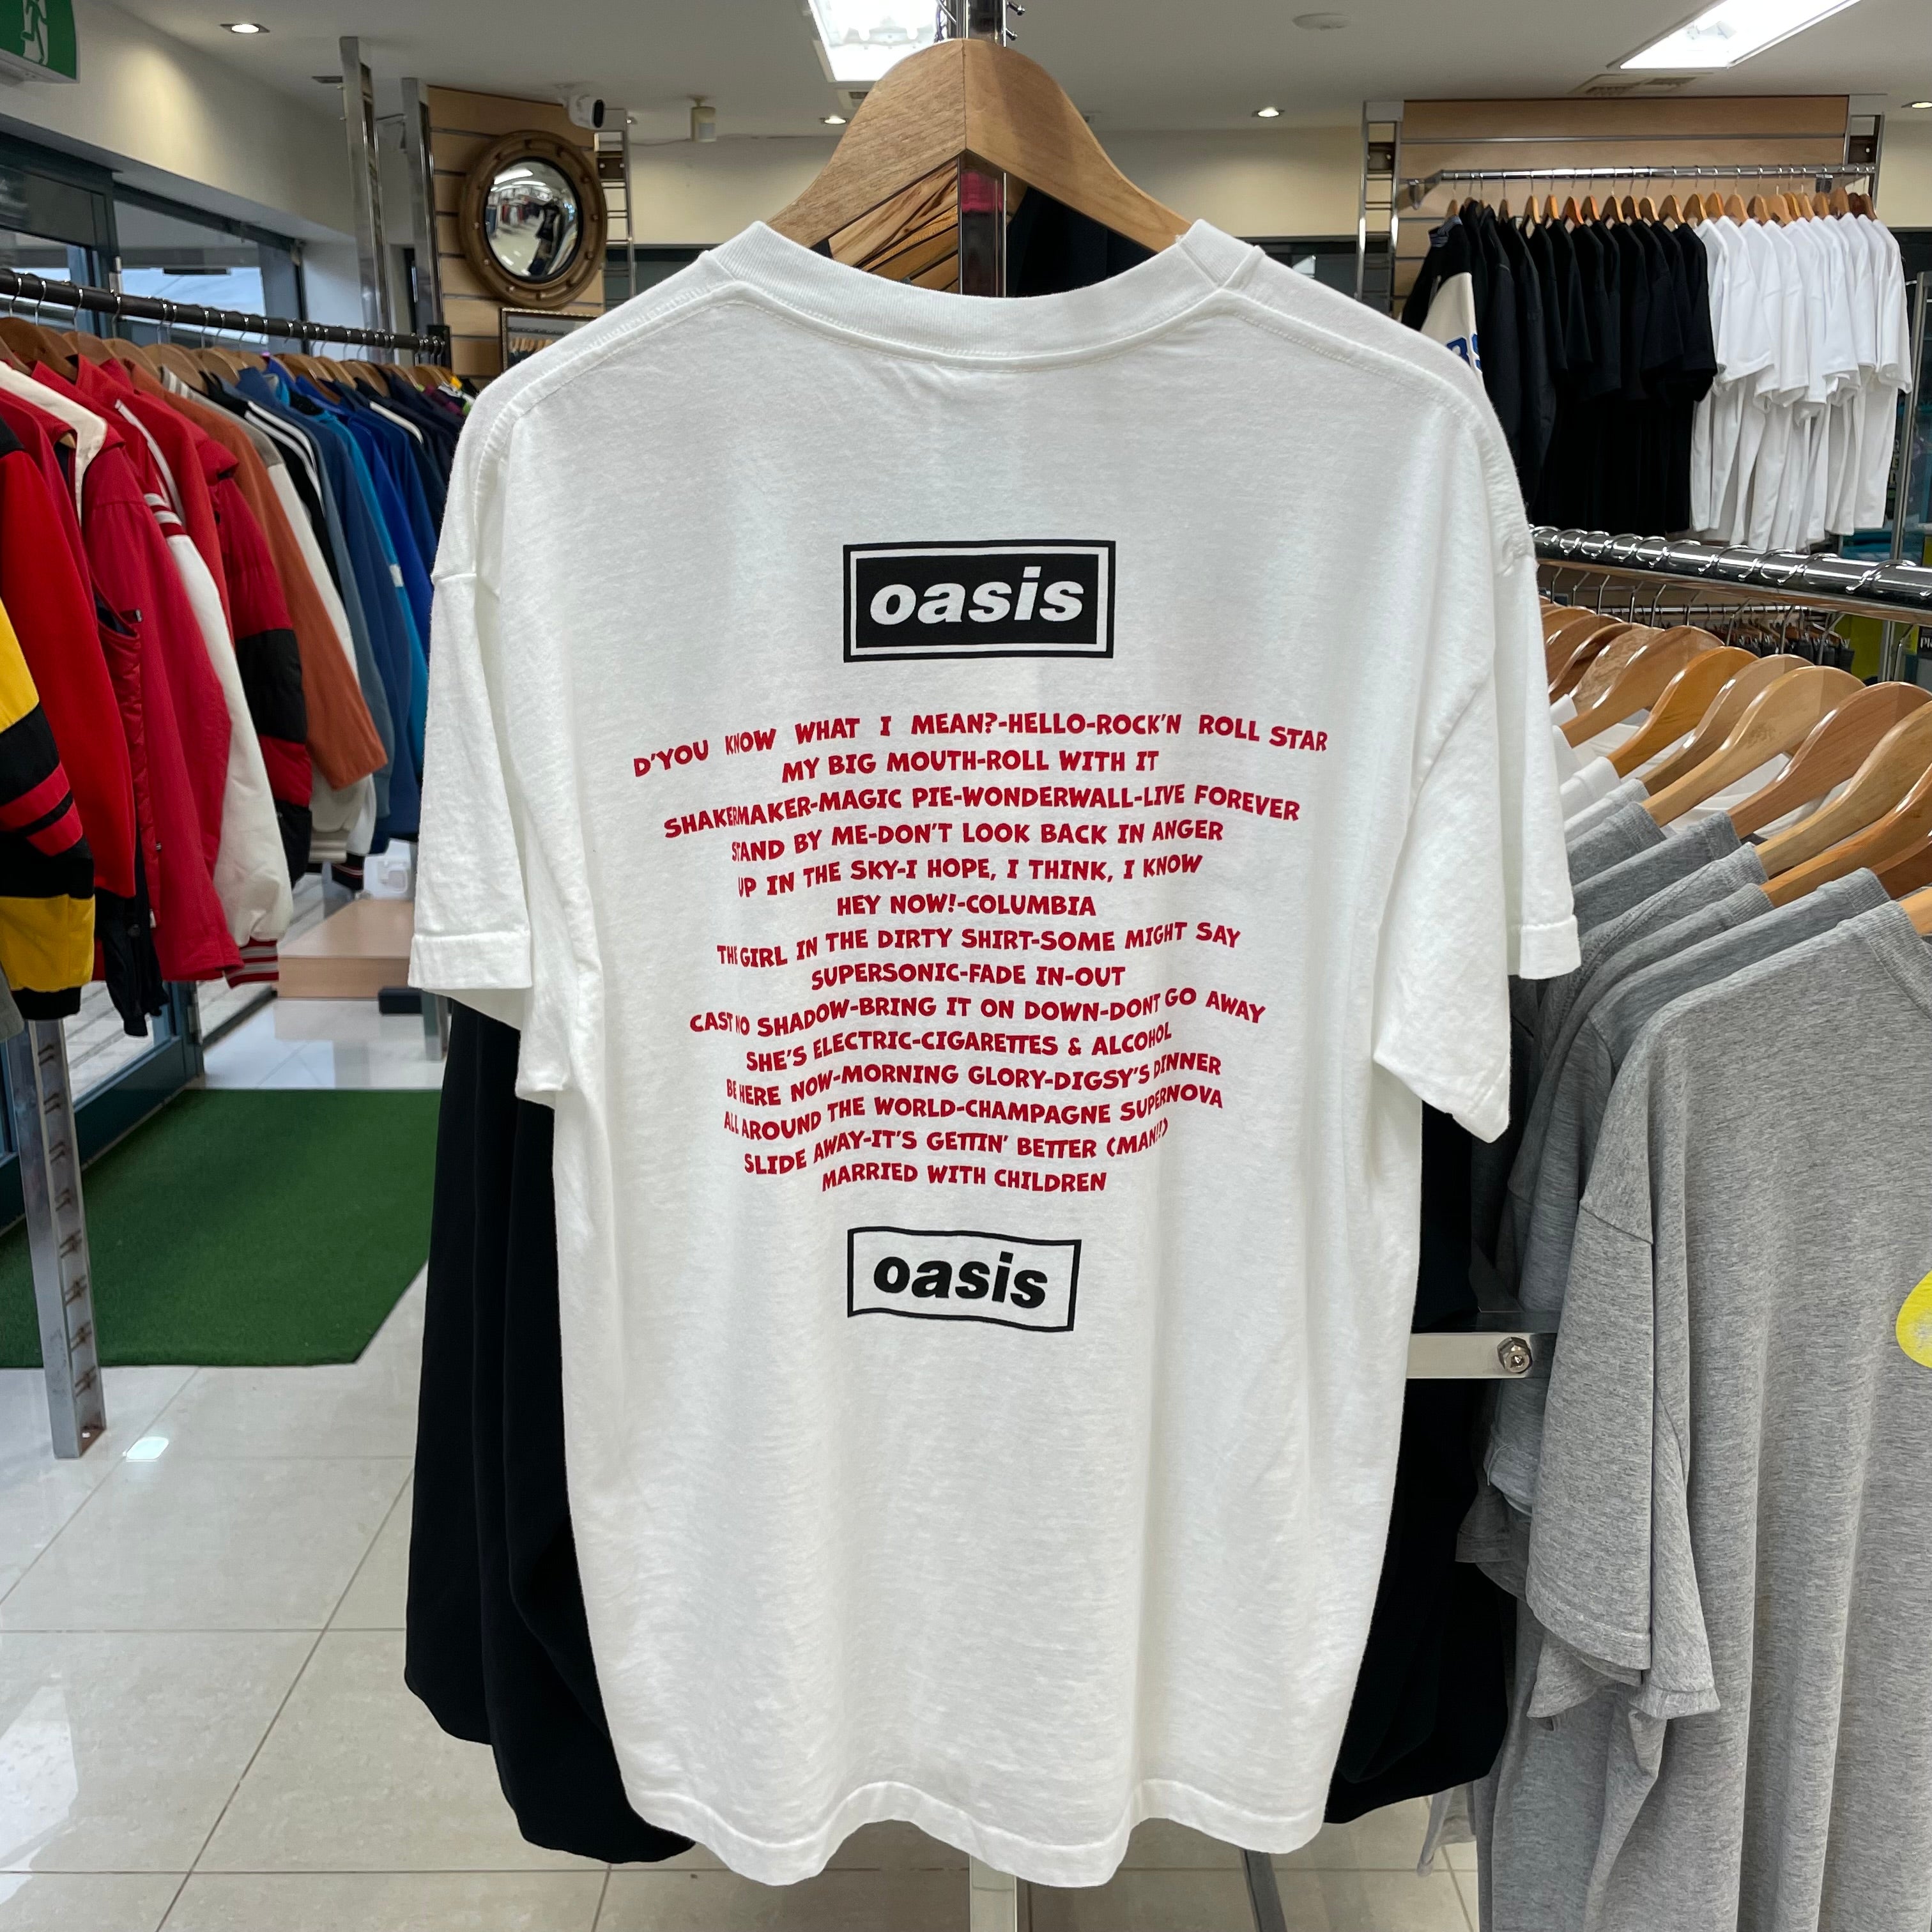 oasis
D'YOU KNOW WHAT I MEAN?-HELLO-ROCK'N ROLL STAR
MY BIG MOUTH-ROLL WITH IT
SHAKERMAKER-MAGIC PIE-WONDERWALL-LIVE FOREVER
STAND BY ME-DON'T LOOK BACK IN ANGER
UP IN THE SKY-I HOPE, I THINK, I KNOW
HEY NOW!-COLUMBIA
THE GIRL IN THE DIRTY SHIRT-SOME MIGHT SAY
SUPERSONIC-FADE IN-OUT
CAST NO SHADOW-BRING IT ON DOWN-DONT GO AWAY
SHE'S ELECTRIC-CIGARETTES & ALCOHOL
BE HERE NOW-MORNING GLORY-DIGSY'S DINNER
ALL AROUND THE WORLD-CHAMPAGNE SUPERNOVA
SLIDE AWAY-IT'S GETTIN' BETTER (MAN!!)
MARRIED WITH CHILDREN
oasis